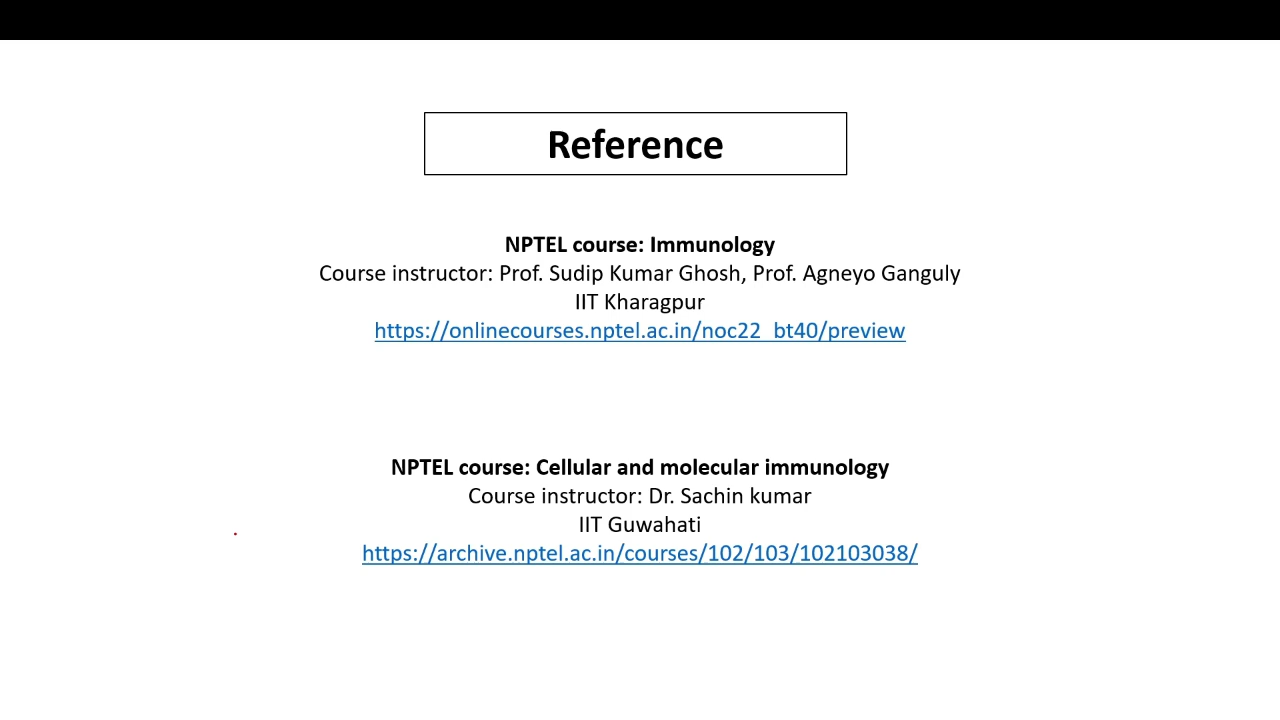 Reference
NPTEL course: Immunology
Course instructor: Prof. Sudip Kumar Ghosh, Prof. Agneyo Ganguly
IIT Kharagpur
https://onlinecourses.nptel.ac.in/noc22_bt40/preview
NPTEL course: Cellular and molecular immunology
Course instructor: Dr. Sachin kumar
IIT Guwahati
https://archive.nptel.ac.in/courses/102/103/102103038/